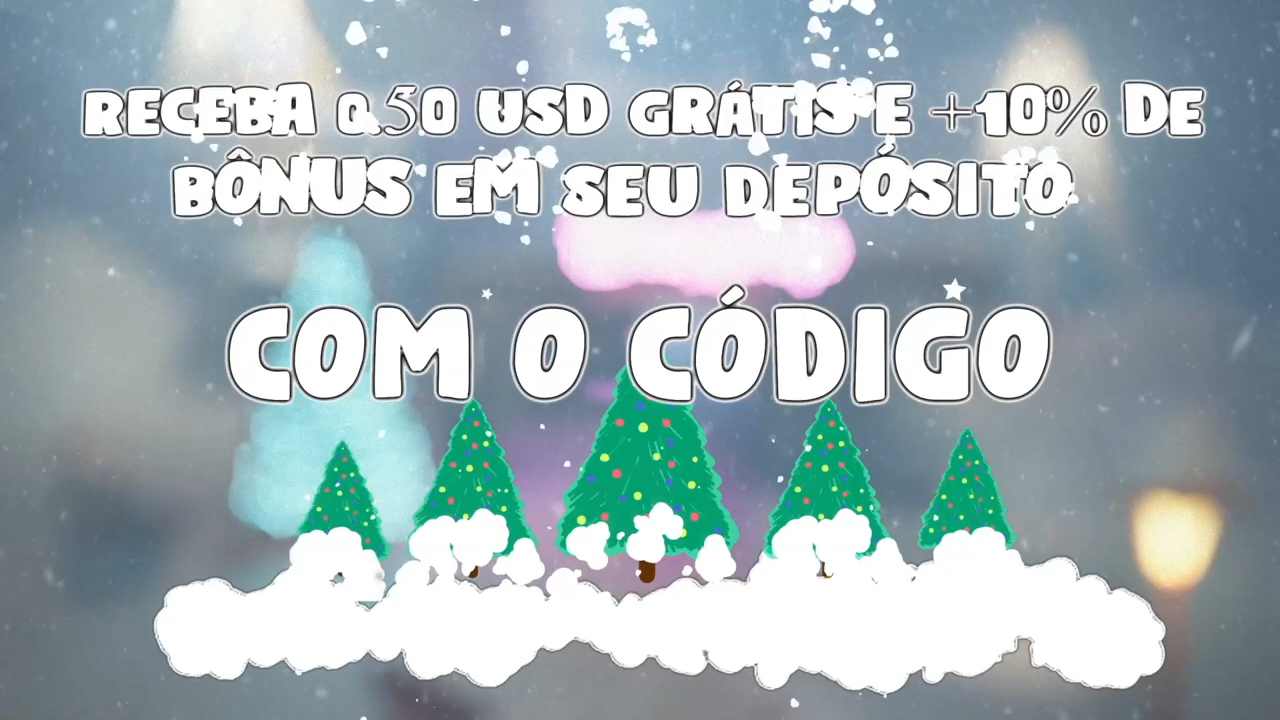 RECEBA 0.50 USD GRÁTIS E +10% DE
BÔNUS EM SEU DEPÓSITO
COM O CÓDIGO